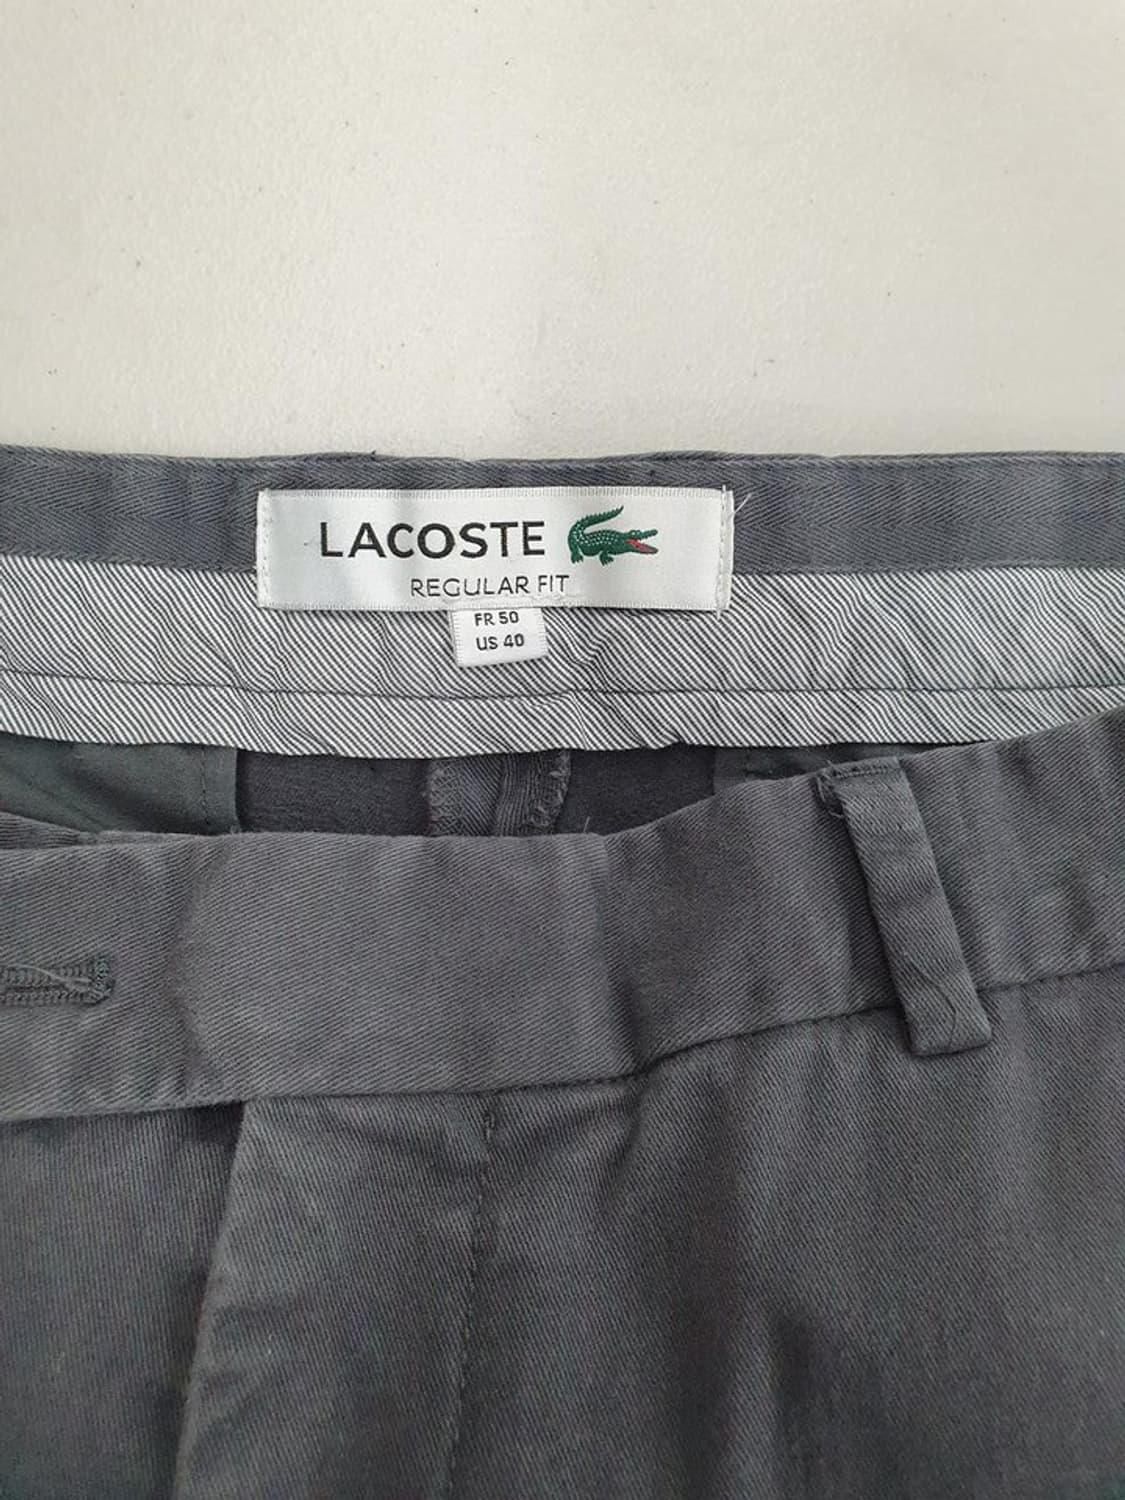 LACOSTE
REGULAR FIT
FR 50
US 40